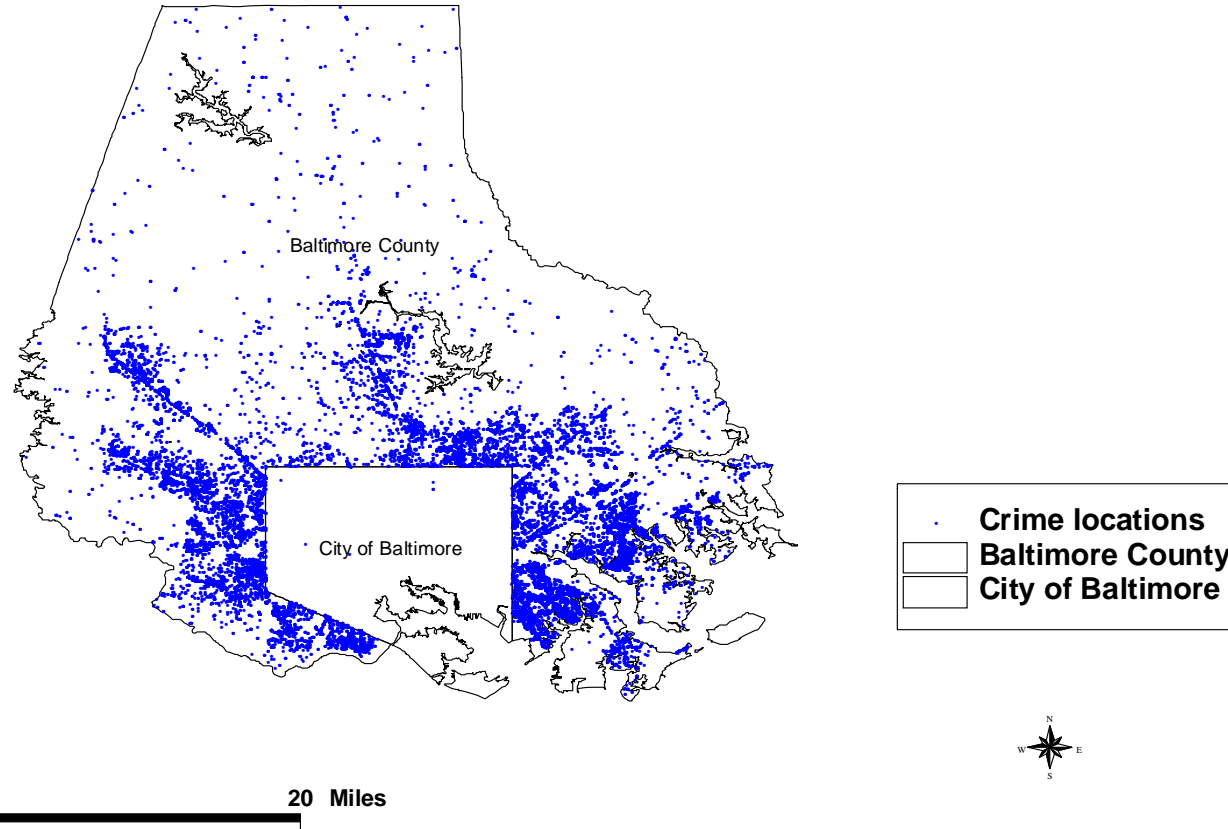 Baltimore County
City of Baltimore
Crime locations
Baltimore County
City of Baltimore
N
W E
S
20 Miles